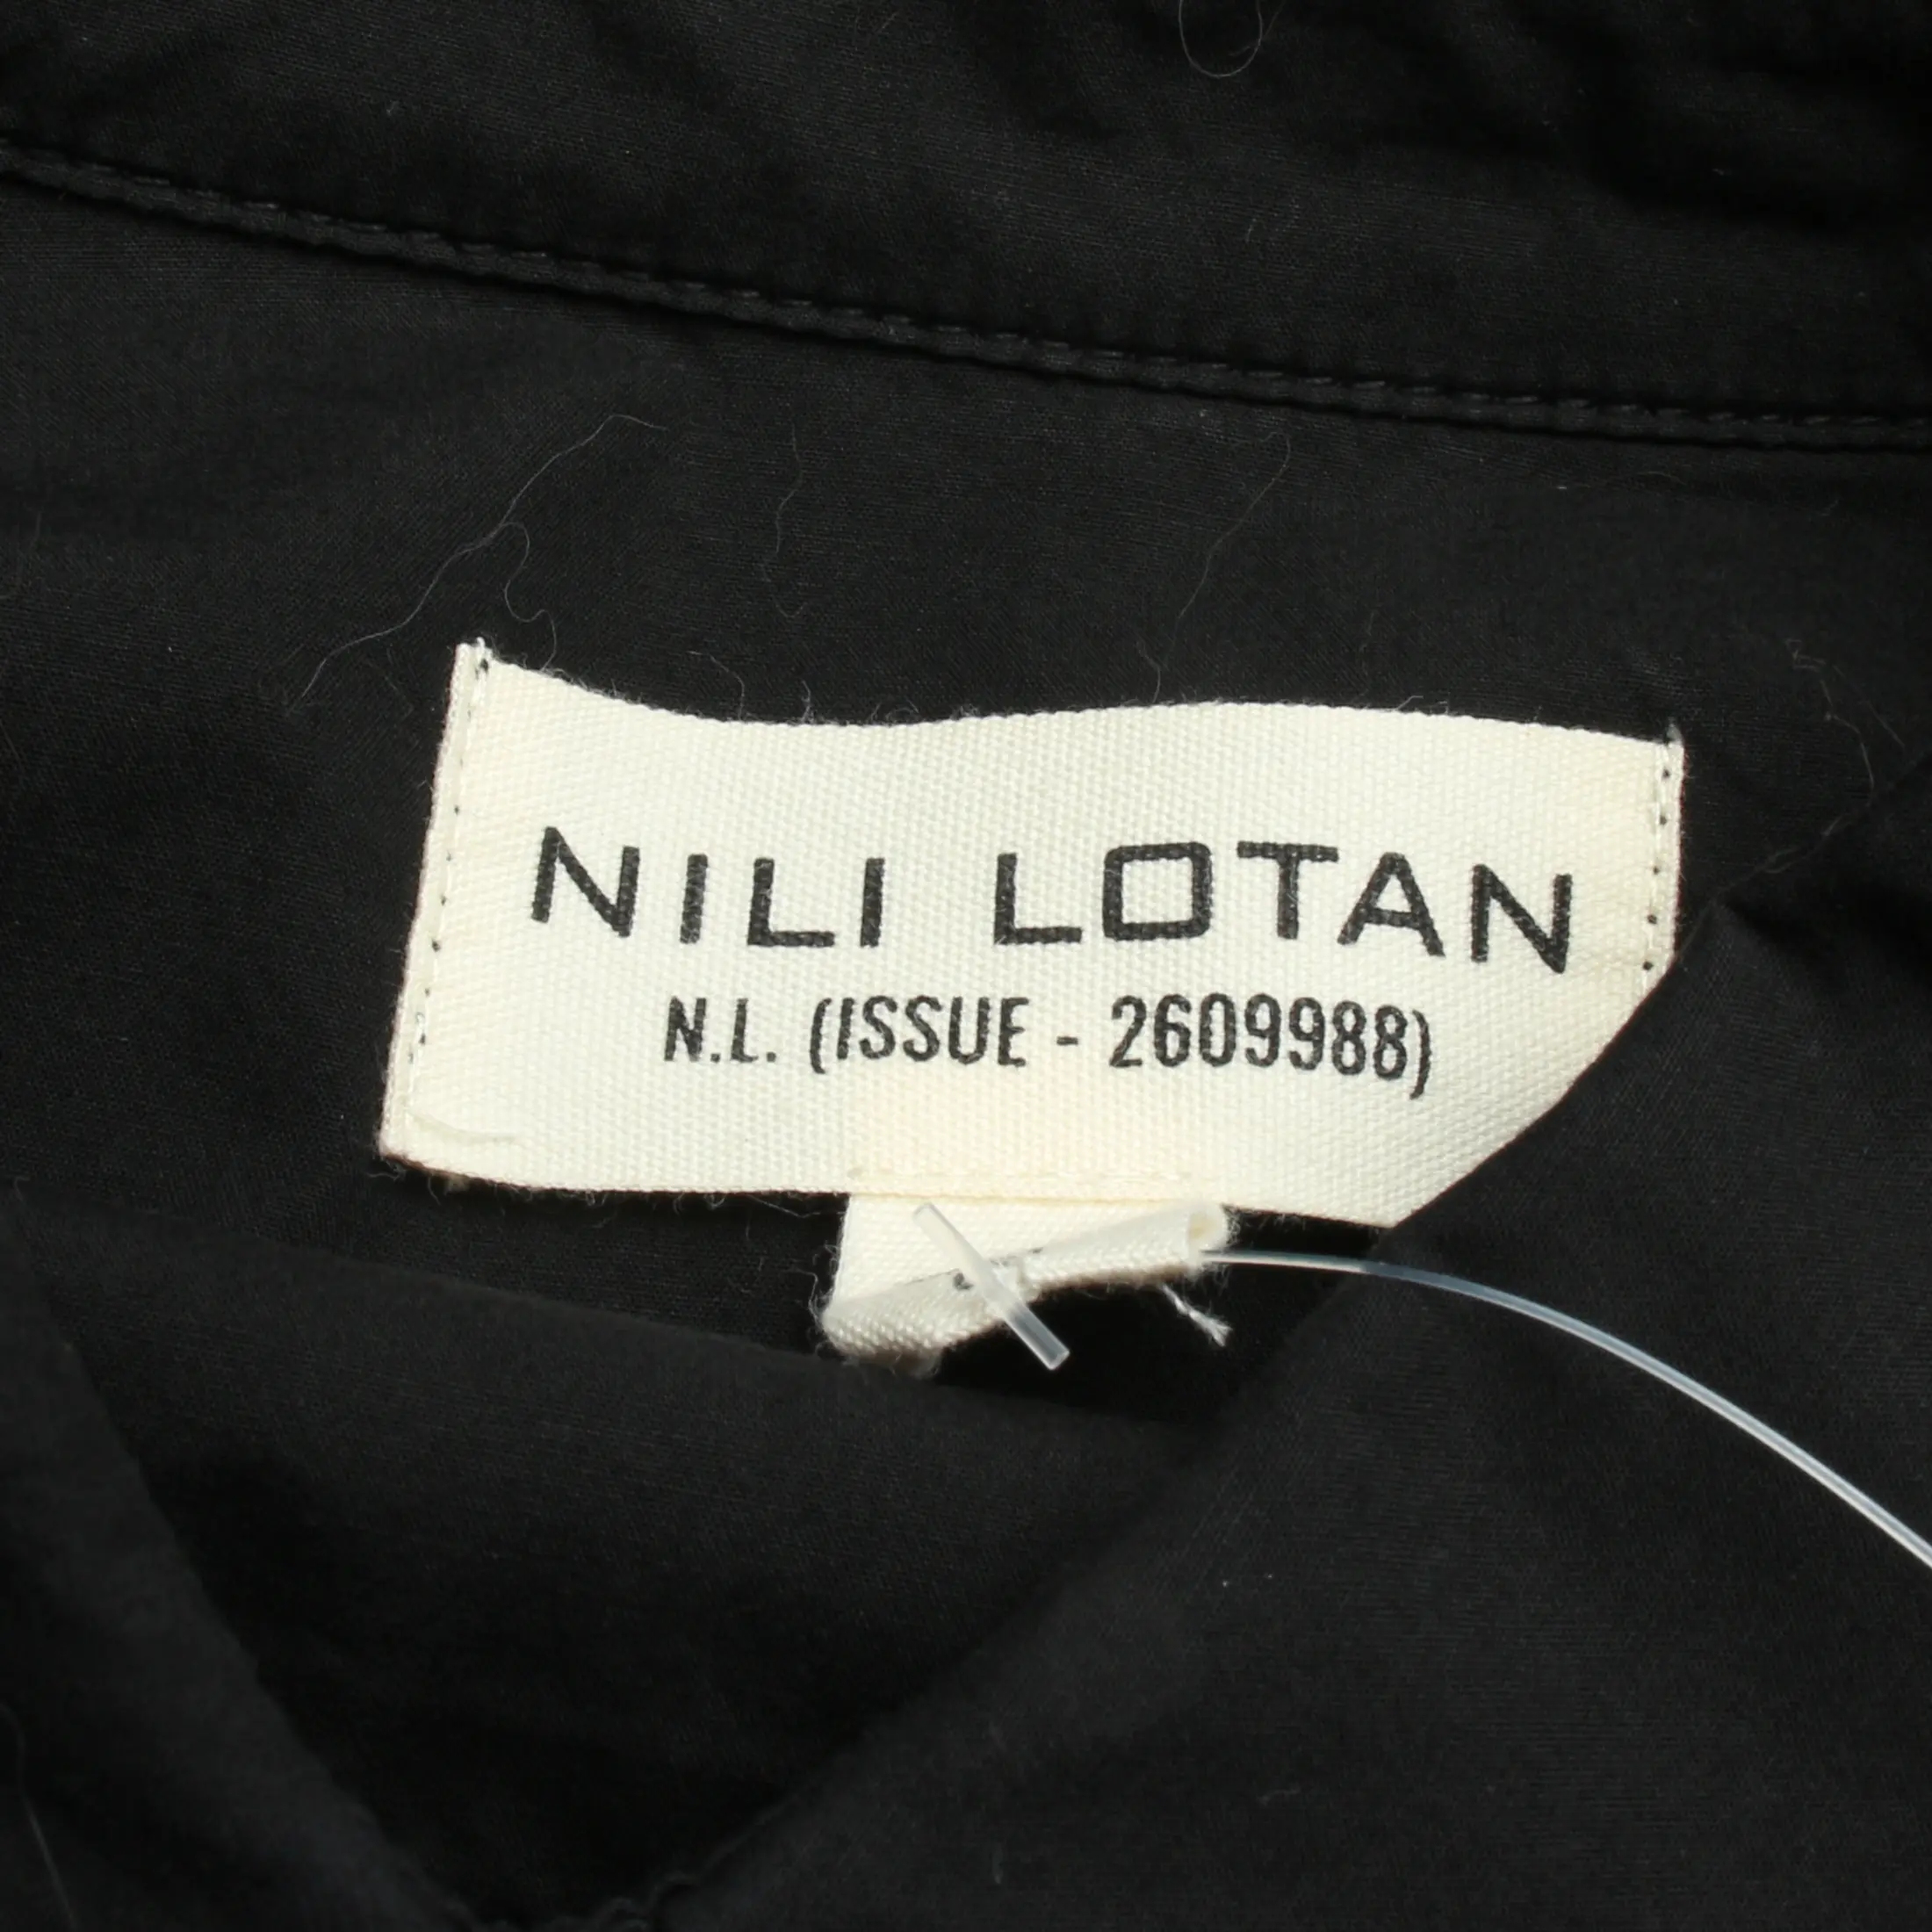 NILI LOTAN
N.L. (ISSUE - 2609988)